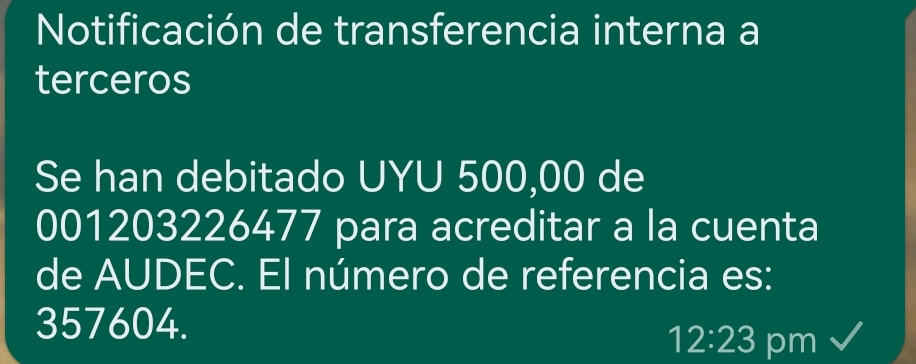 Notificación de transferencia interna a
terceros
Se han debitado UYU 500,00 de
001203226477 para acreditar a la cuenta
de AUDEC. El número de referencia es:
357604.
12:23 pm